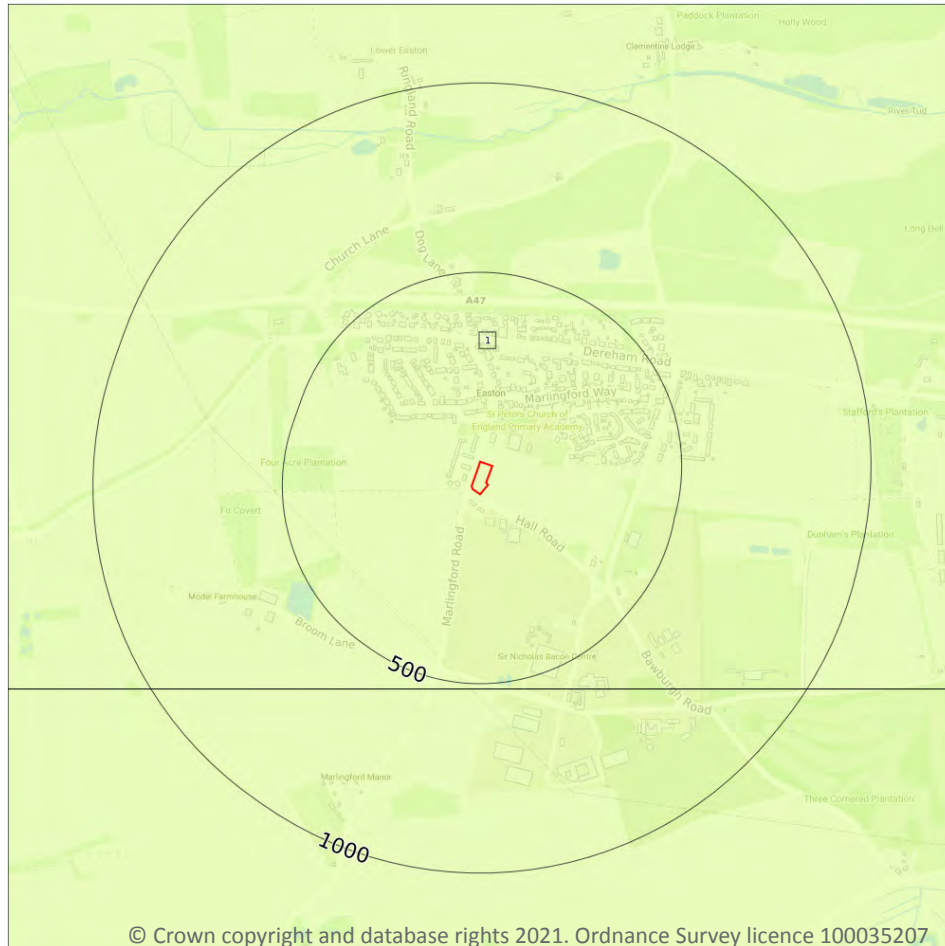 Paddock Plantation
Holly Wood
Lower Easton
Clementine Lodge
Ringland Road
River Tud
Church Lane
Dog Lane
A47
1
Dereham Road
Easton
Marlingford Way
St Peters Church of
England Primary Academy
Stafford's Plantation
Four Acre Plantation
Fir Covert
Hall Road
Dunham's Plantation
Marlingford Road
Model Farmhouse
Broom Lane
Sir Nicholas Bacon Centre
500
Bawburgh Road
Marlingford Manor
Three Cornered Plantation
1000
© Crown copyright and database rights 2021. Ordnance Survey licence 100035207